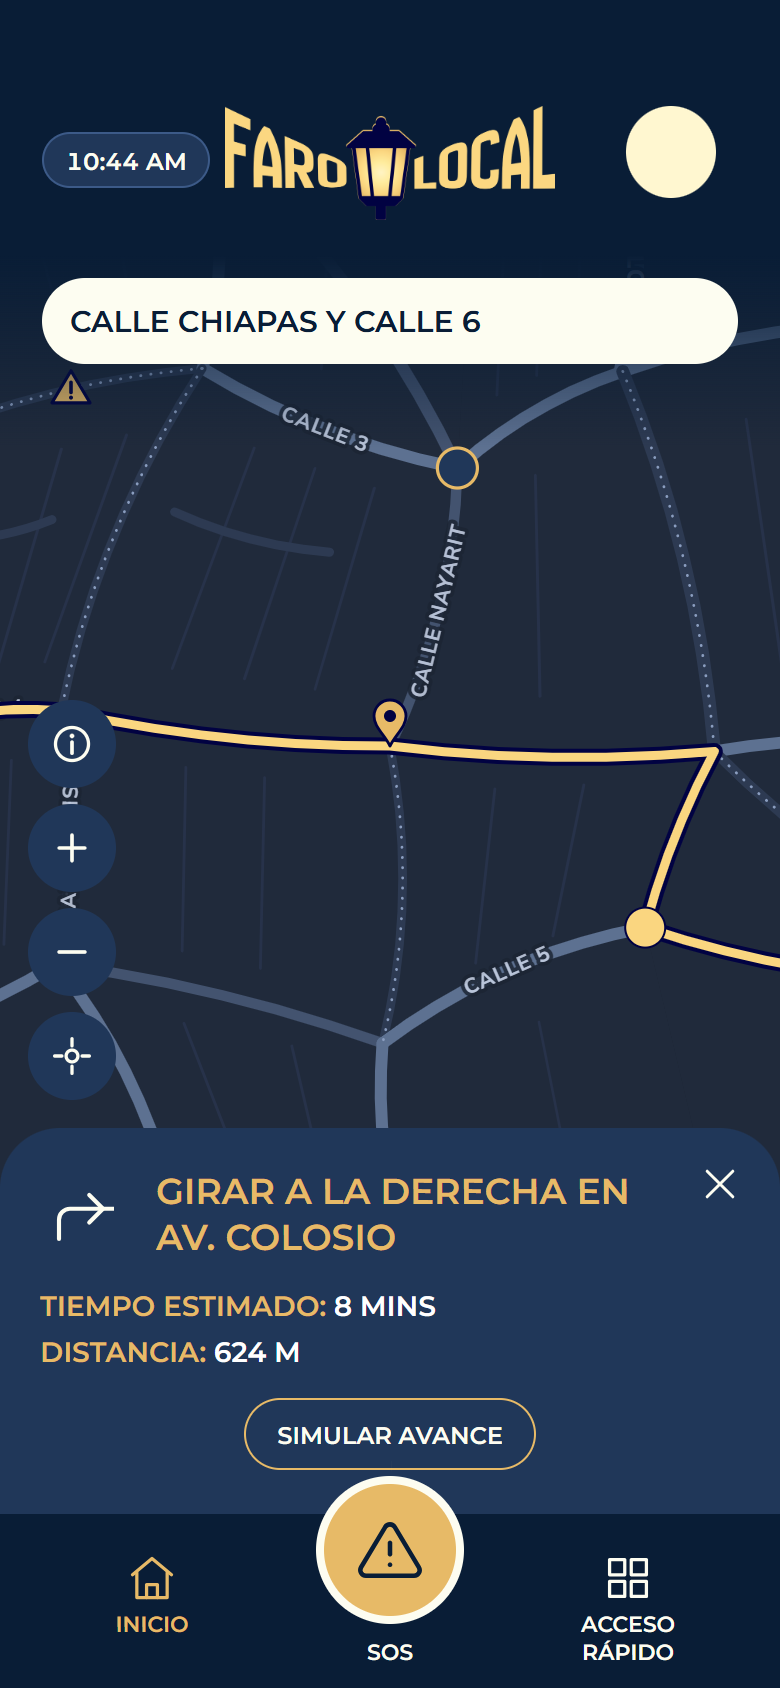 10:44 AM
FARO LOCAL
CALLE CHIAPAS Y CALLE 6
CALLE 3
CALLE NAYARIT
IS
A
CALLE 5
GIRAR A LA DERECHA EN
AV. COLOSIO
TIEMPO ESTIMADO: 8 MINS
DISTANCIA: 624 M
SIMULAR AVANCE
INICIO
SOS
ACCESO
RÁPIDO